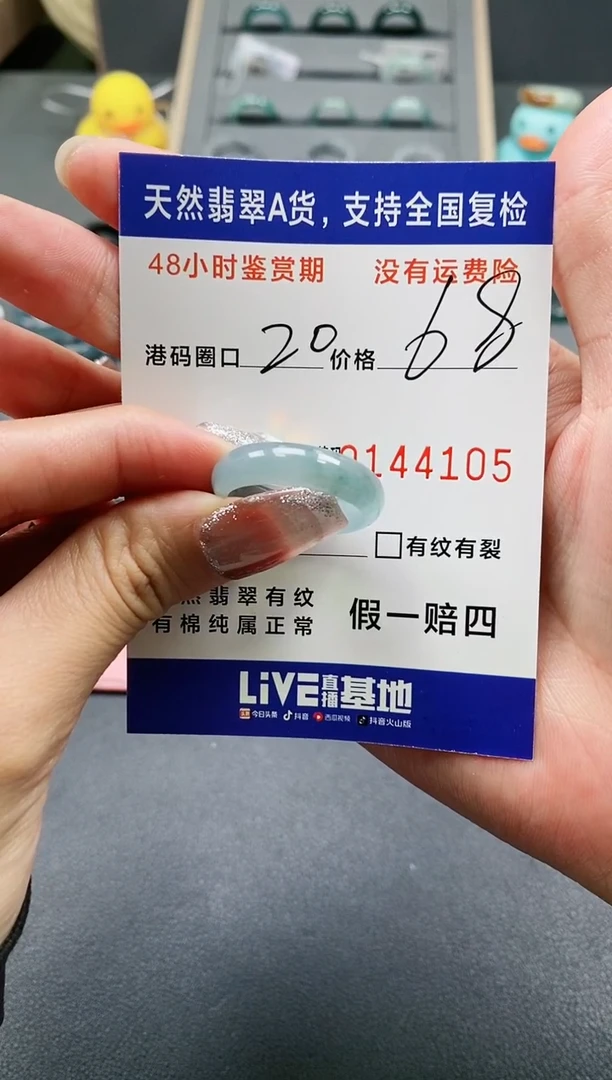 天然翡翠A货，支持全国复检
48小时鉴赏期 没有运费险
港码圈口 20 价格 68
144105
□有纹有裂
翡翠有纹
有棉纯属正常
假一赔四
LiVE直播基地
今日头条 抖音 西瓜视频 抖音火山版